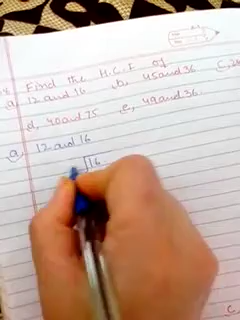 Find the H.C.F of
a, 12 and 16 b, 45 and 36 C,
d, 40 and 75 e, 49 and 36.
a, 12 and 16
16